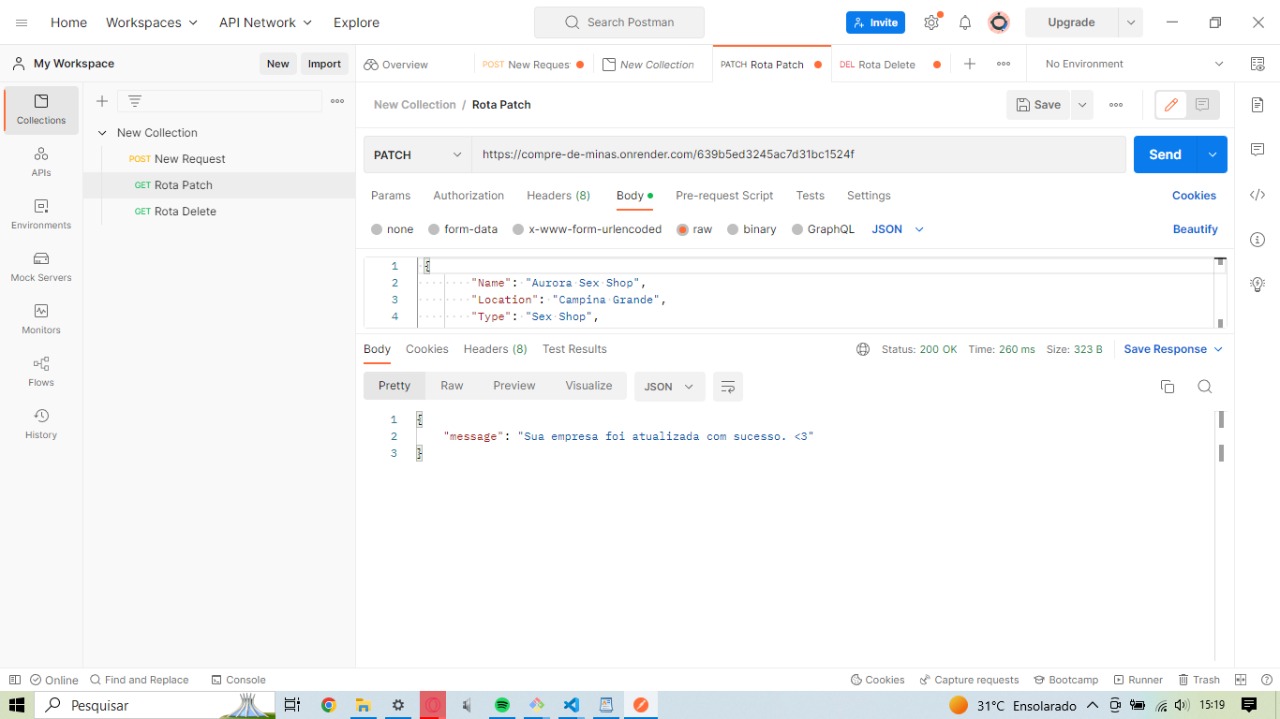 Home Workspaces API Network Explore Search Postman Invite Upgrade
My Workspace New Import Overview POST New Reques New Collection PATCH Rota Patch DEL Rota Delete No Environment
New Collection / Rota Patch Save
Collections
New Collection
POST New Request
GET Rota Patch
GET Rota Delete
APIs
Environments
Mock Servers
Monitors
Flows
History
PATCH https://compre-de-minas.onrender.com/639b5ed3245ac7d31bc1524f Send
Params Authorization Headers (8) Body Pre-request Script Tests Settings Cookies
none form-data x-www-form-urlencoded raw binary GraphQL JSON Beautify
1 {
2 "Name": "Aurora Sex Shop",
3 "Location": "Campina Grande",
4 "Type": "Sex Shop",
Body Cookies Headers (8) Test Results Status: 200 OK Time: 260 ms Size: 323 B Save Response
Pretty Raw Preview Visualize JSON
1 {
2 "message": "Sua empresa foi atualizada com sucesso. <3"
3 }
Online Find and Replace Console Cookies Capture requests Bootcamp Runner Trash
Pesquisar 31°C Ensolarado 15:19